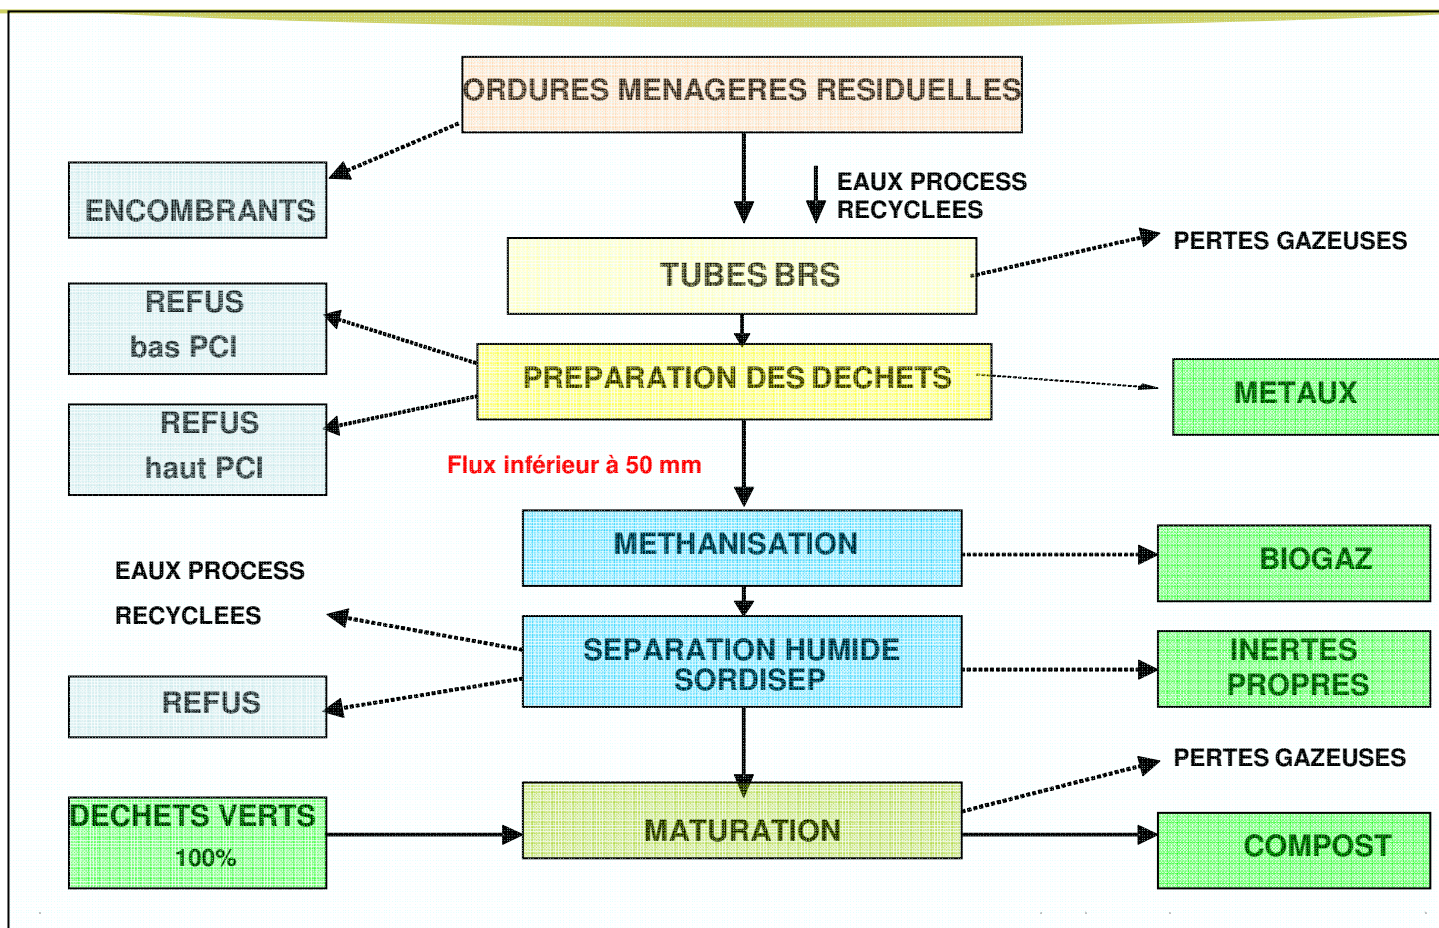 ORDURES MENAGERES RESIDUELLES
EAUX PROCESS
RECYCLEES
ENCOMBRANTS
PERTES GAZEUSES
TUBES BRS
REFUS
bas PCI
PREPARATION DES DECHETS
METAUX
REFUS
haut PCI
Flux inférieur à 50 mm
METHANISATION
BIOGAZ
EAUX PROCESS
RECYCLEES
SEPARATION HUMIDE
SORDISEP
INERTES
PROPRES
REFUS
PERTES GAZEUSES
DECHETS VERTS
100%
MATURATION
COMPOST